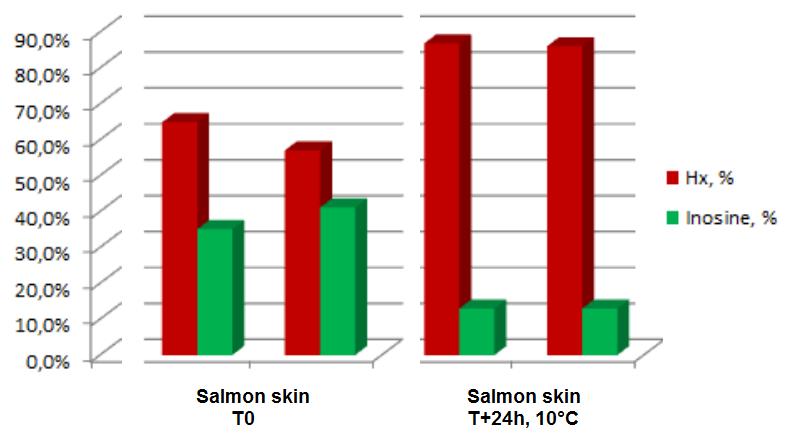 90,0%
80,0%
70,0%
60,0%
50,0%
40,0%
30,0%
20,0%
10,0%
0,0%
Hx, %
Inosine, %
Salmon skin
T0
Salmon skin
T+24h, 10°C